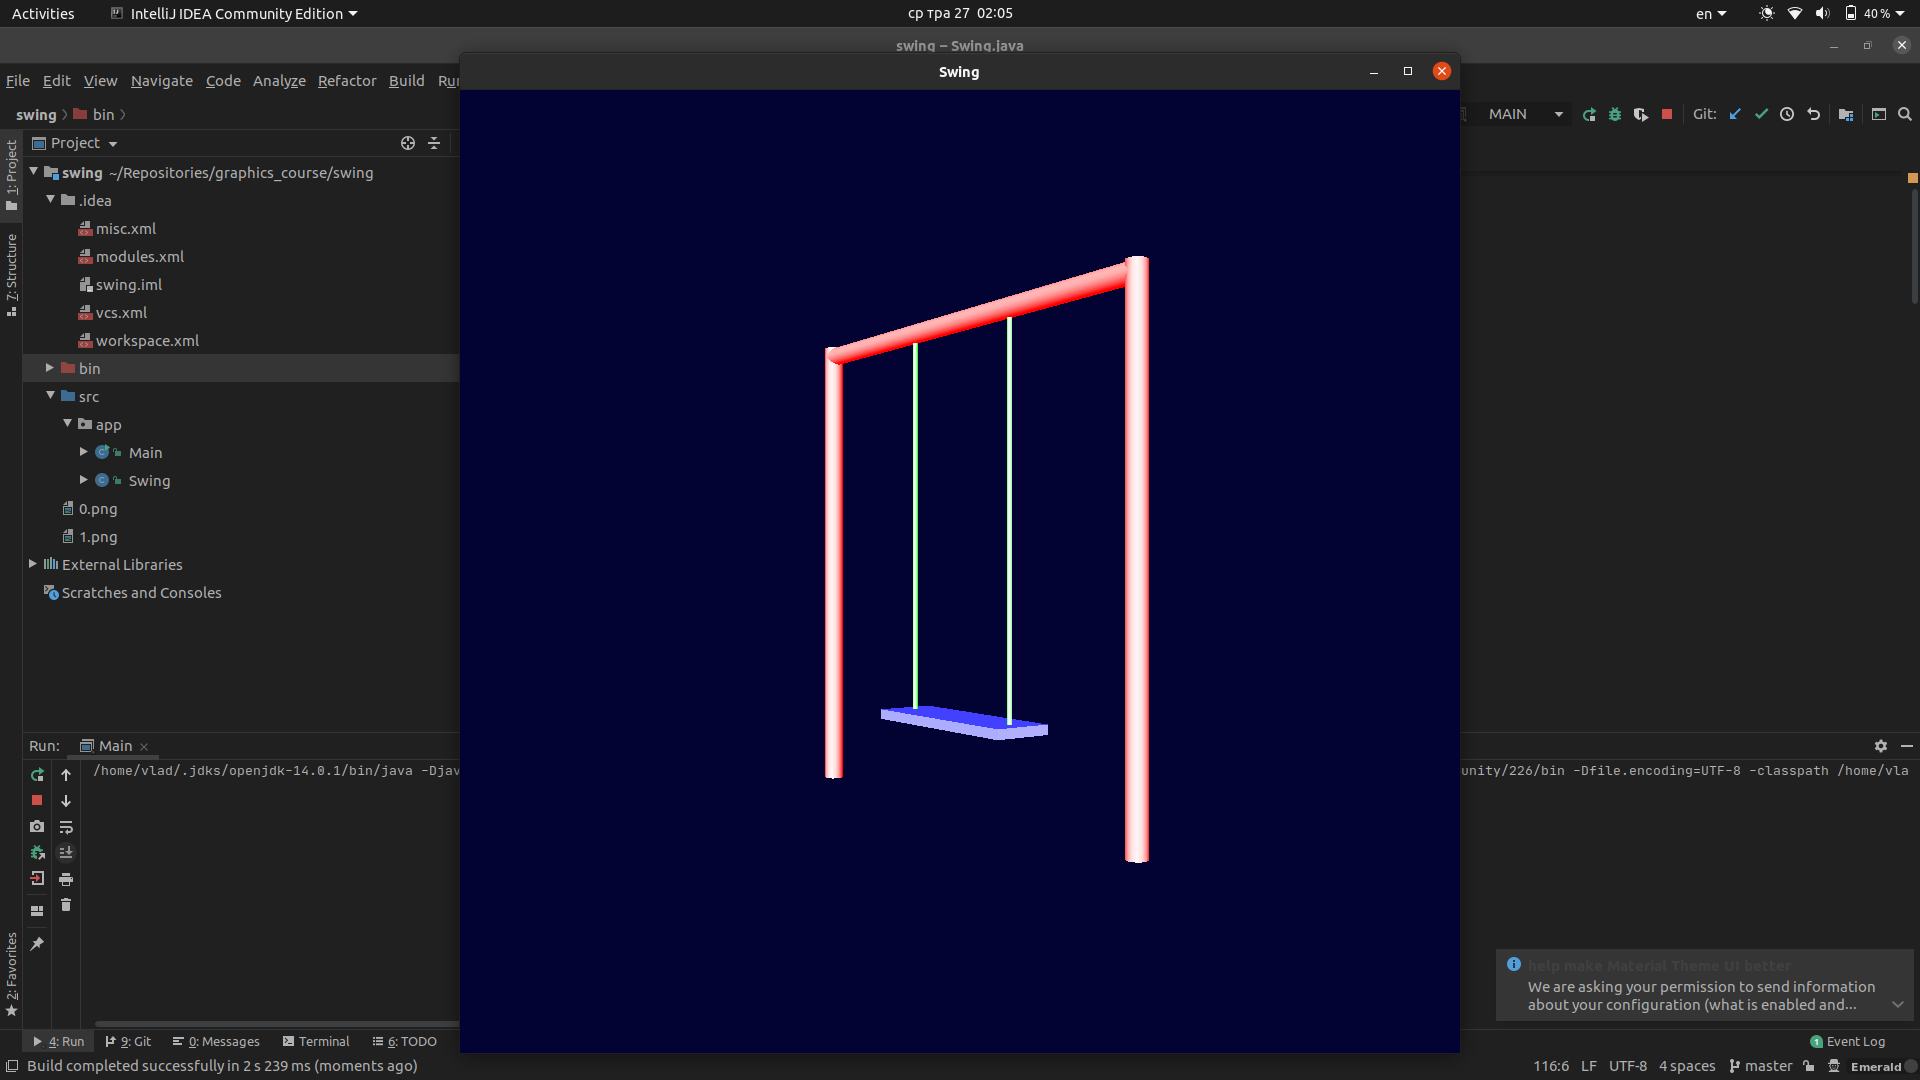 Activities
IntelliJ IDEA Community Edition
ср тра 27 02:05
en
40 %
swing – Swing.java
File Edit View Navigate Code Analyze Refactor Build
Swing
swing
bin
MAIN
Git:
1: Project
Project
swing ~/Repositories/graphics_course/swing
.idea
misc.xml
modules.xml
swing.iml
vcs.xml
workspace.xml
bin
src
app
Main
Swing
0.png
1.png
External Libraries
Scratches and Consoles
7: Structure
2: Favorites
Run: Main
/home/vlad/.jdks/openjdk-14.0.1/bin/java -Djav
unity/226/bin -Dfile.encoding=UTF-8 -classpath /home/vla
help make Material Theme UI better
We are asking your permission to send information
about your configuration (what is enabled and...
4: Run
9: Git
0: Messages
Terminal
6: TODO
1 Event Log
Build completed successfully in 2 s 239 ms (moments ago)
116:6 LF UTF-8 4 spaces master Emerald